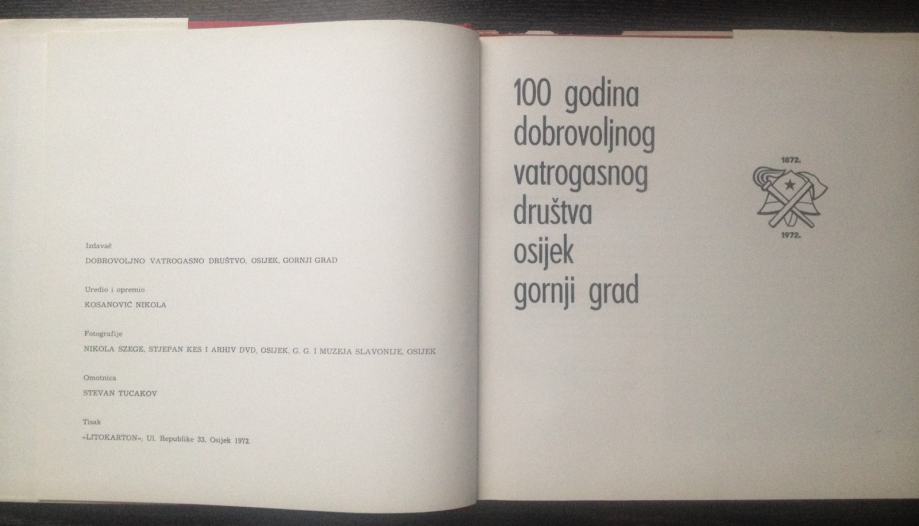 Izdavač
DOBROVOLJNO VATROGASNO DRUŠTVO, OSIJEK, GORNJI GRAD
Uredio i opremio
KOSANOVIĆ NIKOLA
Fotografije
NIKOLA SZEGE, STJEPAN KES I ARHIV DVD, OSIJEK, G. G. I MUZEJA SLAVONIJE, OSIJEK
Omotnica
STEVAN TUCAKOV
Tisak
»LITOKARTON«, Ul. Republike 33, Osijek 1972.
100 godina
dobrovoljnog
vatrogasnog
društva
osijek
gornji grad
1872.
1972.